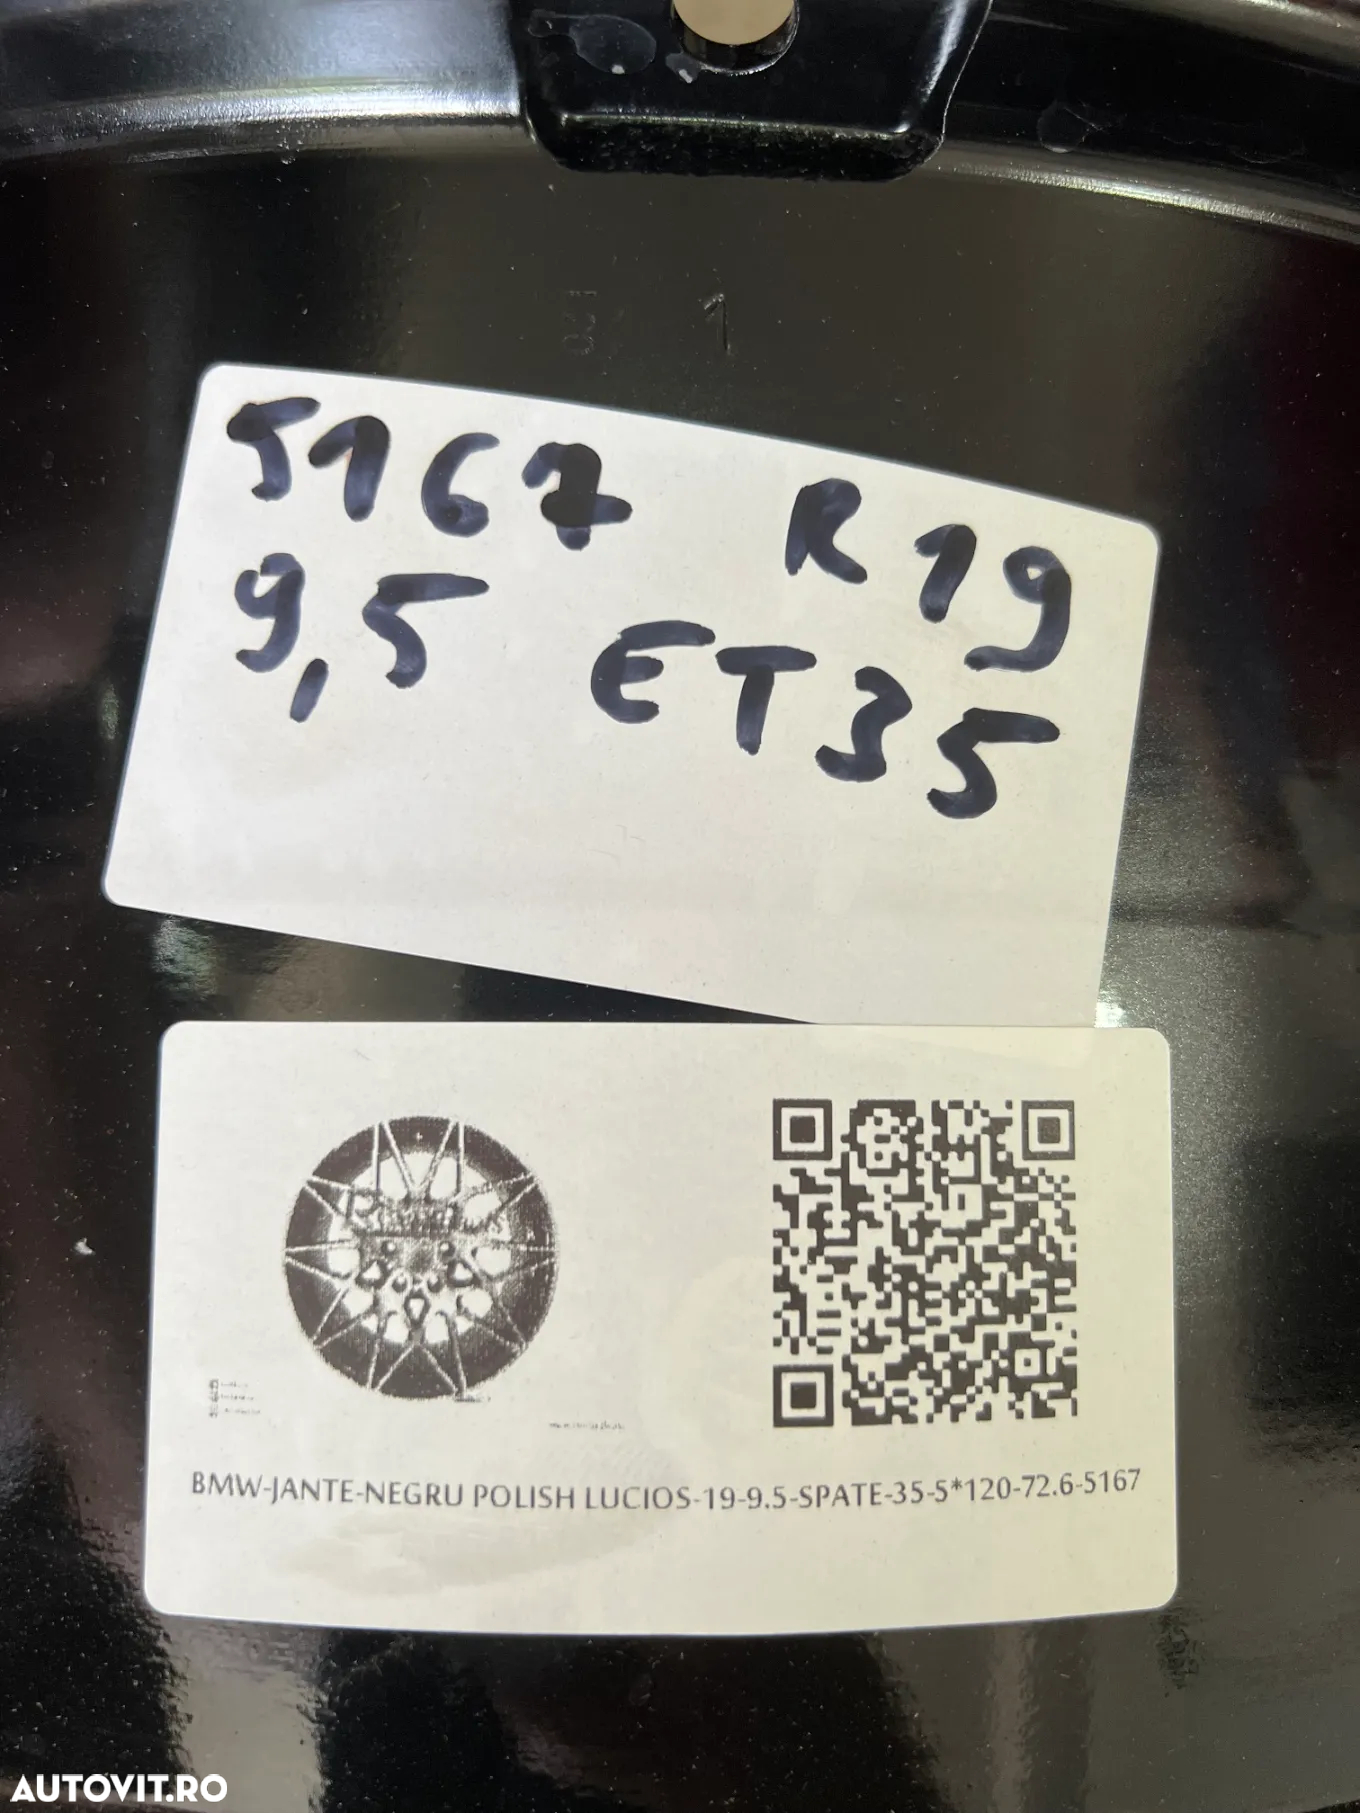 1
5167 R19
9,5 ET35
BMW-JANTE-NEGRU POLISH LUCIOS-19-9.5-SPATE-35-5*120-72.6-5167
AUTOVIT.RO